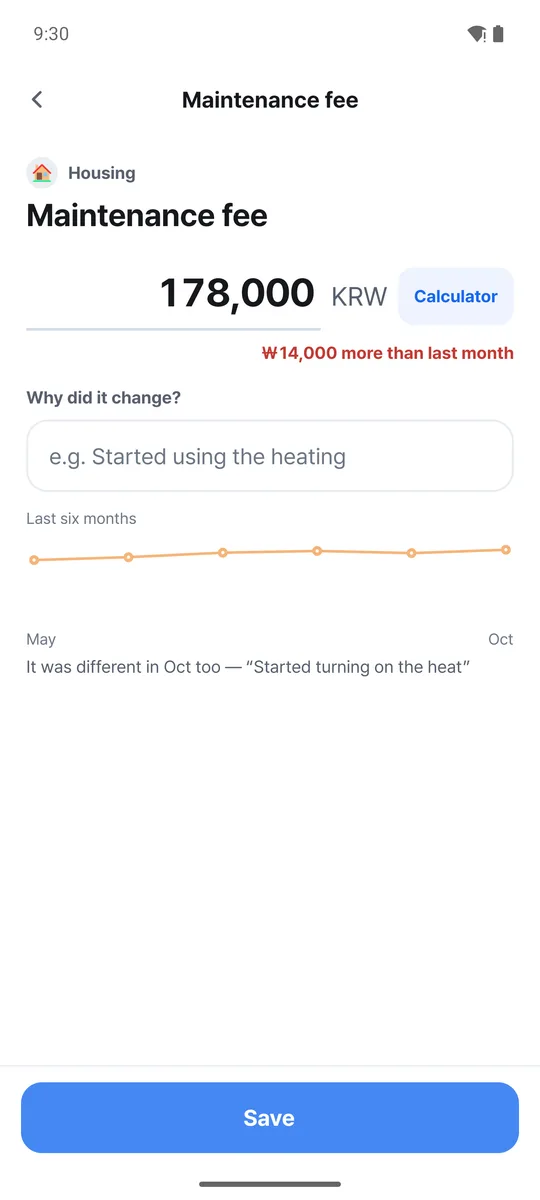 9:30
Maintenance fee
Housing
Maintenance fee
178,000 KRW Calculator
₩14,000 more than last month
Why did it change?
e.g. Started using the heating
Last six months
May Oct
It was different in Oct too — “Started turning on the heat”
Save